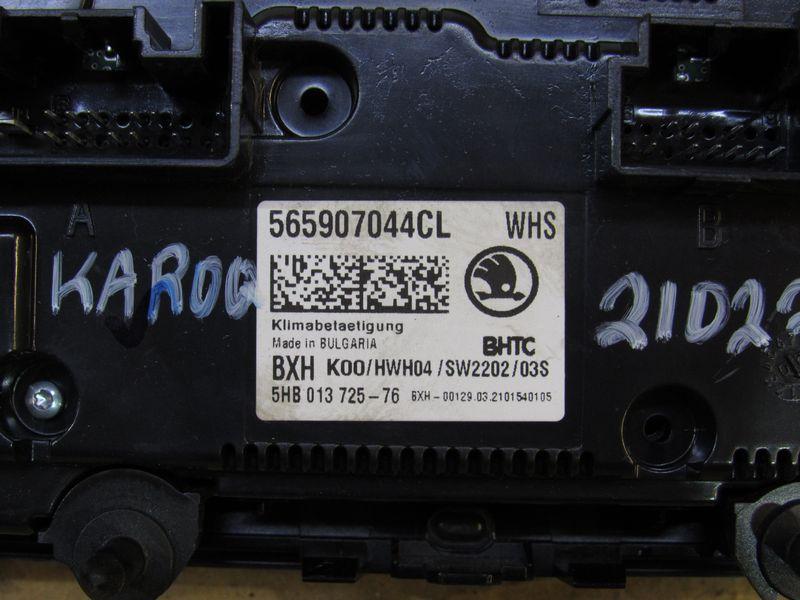 A
B
KAROQ
565907044CL WHS
Klimabetaetigung
Made in BULGARIA
BHTC
BXH K00/HWH04/SW2202/03S
5HB 013 725-76 BXH-00129.03.2101540105